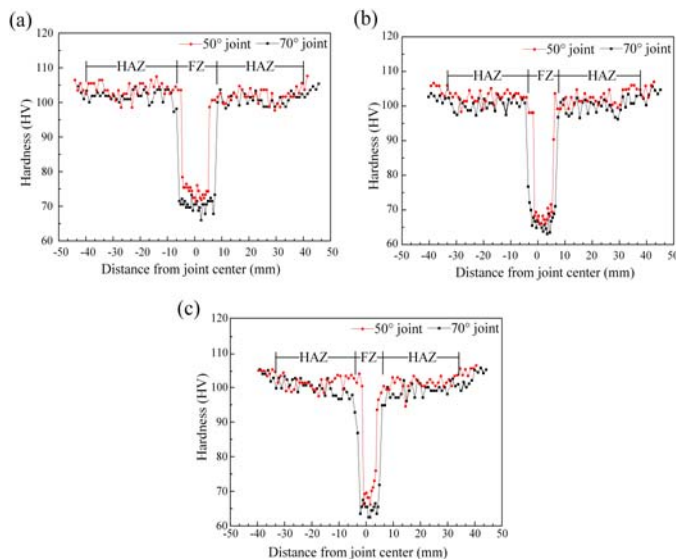 (a)
120
110
100
90
80
70
60
Hardness (HV)
50° joint
70° joint
HAZ
FZ
HAZ
-50 -40 -30 -20 -10 0 10 20 30 40 50
Distance from joint center (mm)
(b)
120
110
100
90
80
70
60
Hardness (HV)
50° joint
70° joint
HAZ
FZ
HAZ
-50 -40 -30 -20 -10 0 10 20 30 40 50
Distance from joint center (mm)
(c)
120
110
100
90
80
70
60
Hardness (HV)
50° joint
70° joint
HAZ
FZ
HAZ
-50 -40 -30 -20 -10 0 10 20 30 40 50
Distance from joint center (mm)